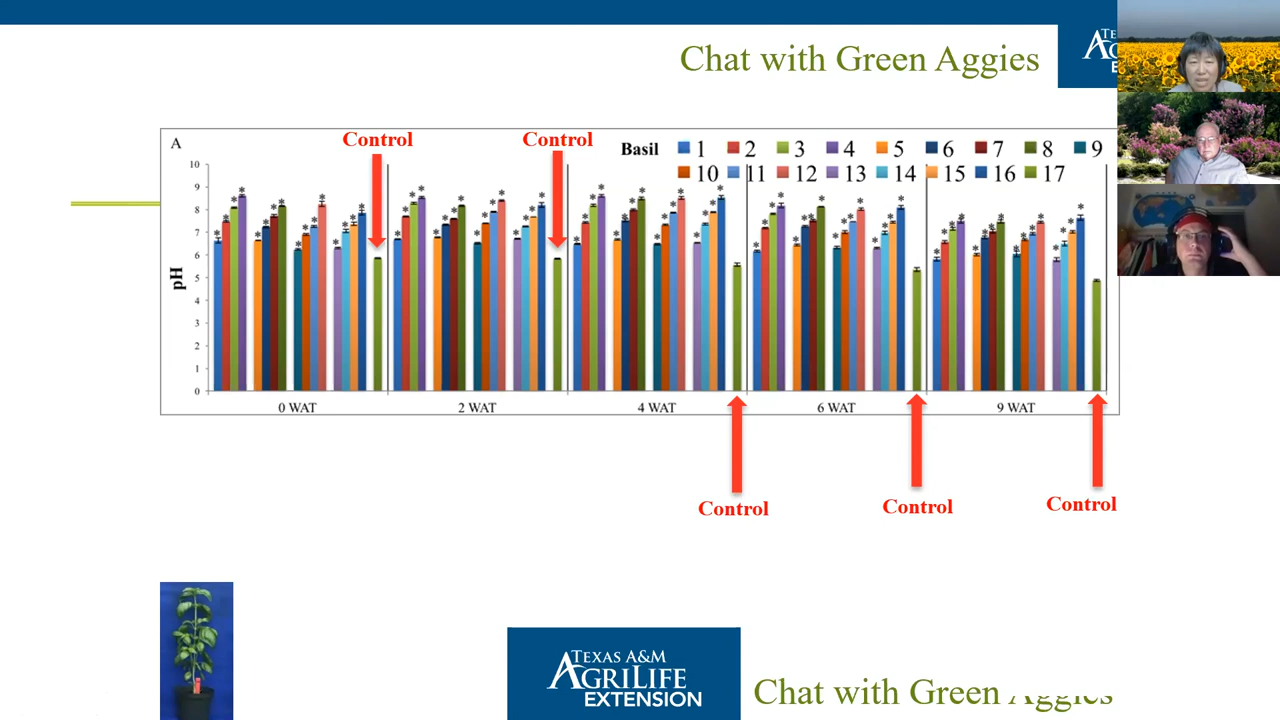 Chat with Green Aggies
TE
A
E
A
Control
Control
Basil
1 2 3 4 5 6 7 8 9
10 11 12 13 14 15 16 17
10
9
8
7
6
5
4
3
2
1
0
pH
0 WAT
2 WAT
4 WAT
6 WAT
9 WAT
Control
Control
Control
TEXAS A&M
AGRILIFE
EXTENSION
Chat with Green Aggies